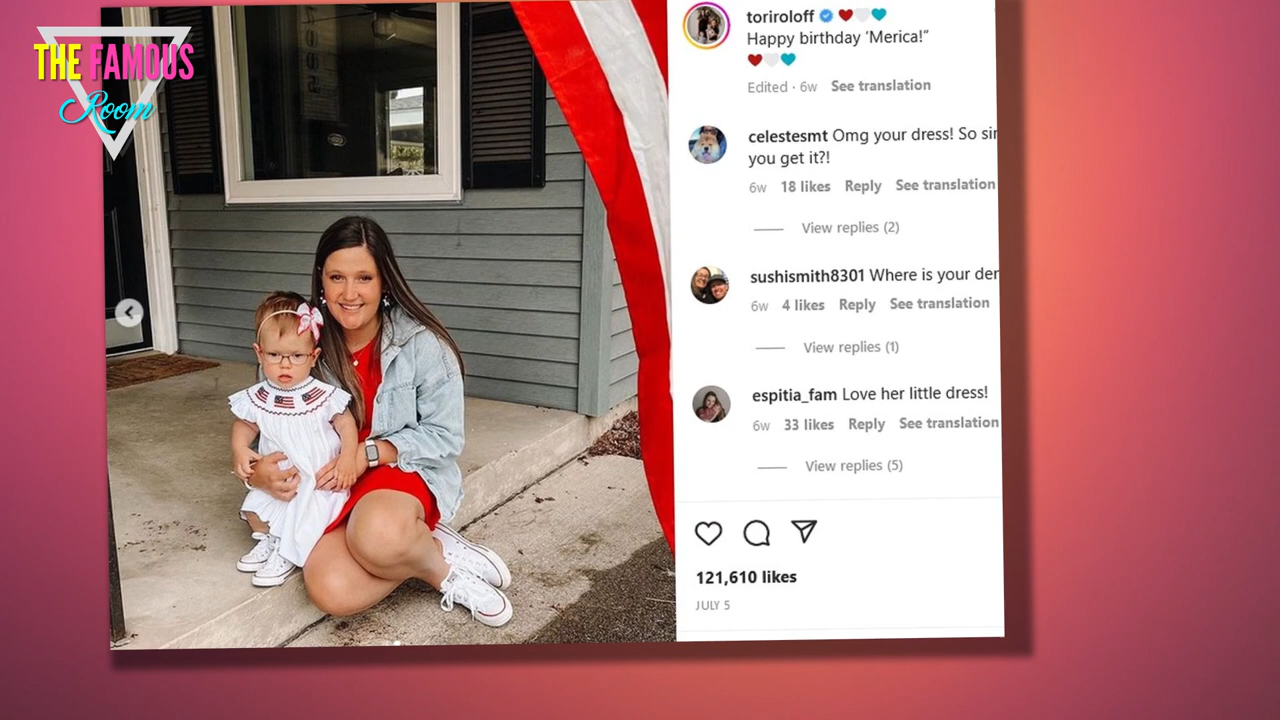 THE FAMOUS
Room
toriroloff ❤️🤍💙
Happy birthday ‘Merica!”
❤️🤍💙
Edited · 6w See translation
celestesmt Omg your dress! So
you get it?!
6w 18 likes Reply See translation
View replies (2)
sushismith8301 Where is your
6w 4 likes Reply See translation
View replies (1)
espitia_fam Love her little dress!
6w 33 likes Reply See translation
View replies (5)
121,610 likes
JULY 5